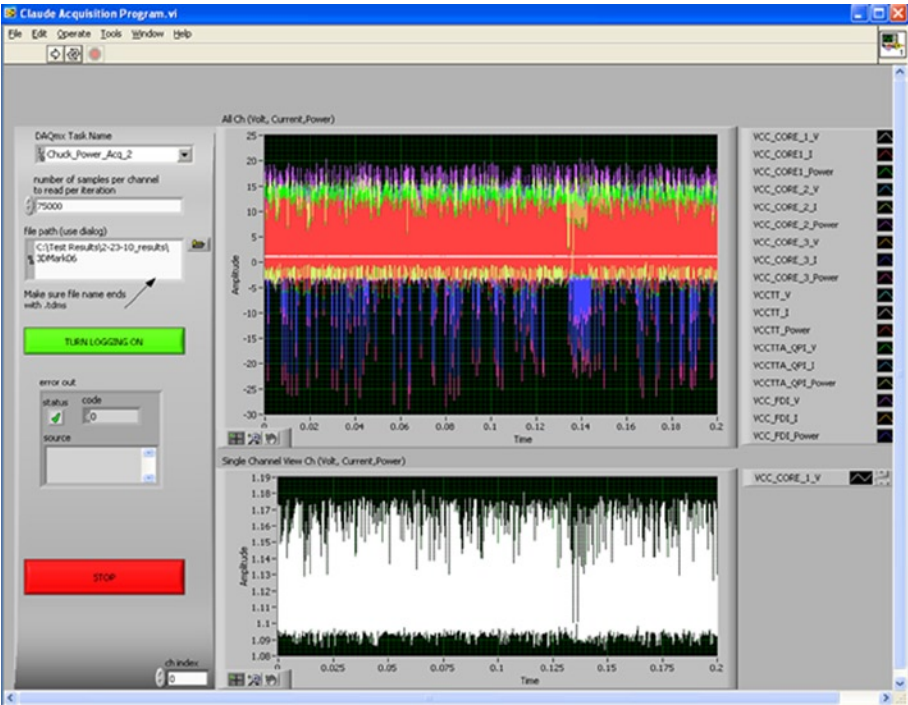 Claude Acquisition Program.vi
File Edit Operate Tools Window Help
1
DAQmx Task Name
Chuck_Power_Acq_2
number of samples per channel
to read per iteration
75000
file path (use dialog)
C:\Test Results\2-23-10_results\
3DMark06
Make sure file name ends
with .tdms
TURN LOGGING ON
error out
status code
0
source
STOP
ch index
0
All Ch (Volt, Current,Power)
Amplitude
25
20
15
10
5
0
-5
-10
-15
-20
-25
-30
0 0.02 0.04 0.06 0.08 0.10 0.12 0.14 0.16 0.18 0.2
Time
VCC_CORE_1_V
VCC_CORE1_I
VCC_CORE1_Power
VCC_CORE_2_V
VCC_CORE_2_I
VCC_CORE_2_Power
VCC_CORE_3_V
VCC_CORE_3_I
VCC_CORE_3_Power
VCCTT_V
VCCTT_I
VCCTT_Power
VCCTTA_QPI_V
VCCTTA_QPI_I
VCCTTA_QPI_Power
VCC_FDI_V
VCC_FDI_I
VCC_FDI_Power
Single Channel View Ch (Volt, Current,Power)
Amplitude
1.19
1.18
1.17
1.16
1.15
1.14
1.13
1.12
1.11
1.1
1.09
1.08
0 0.025 0.05 0.075 0.1 0.125 0.15 0.175 0.2
Time
VCC_CORE_1_V